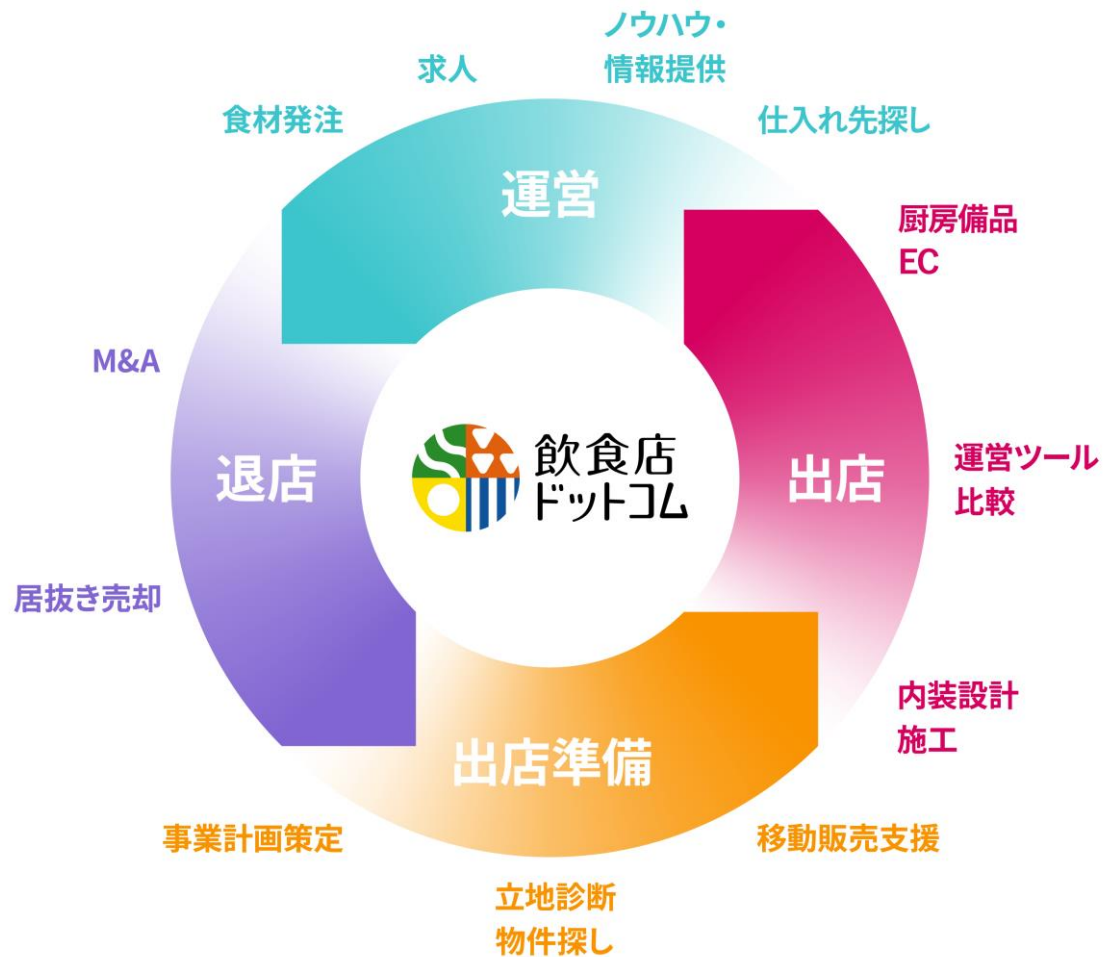 ノウハウ・
情報提供
求人
食材発注
仕入れ先探し
運営
厨房備品
EC
M&A
飲食店
ドットコム
退店
出店
運営ツール
比較
居抜き売却
内装設計
施工
出店準備
事業計画策定
移動販売支援
立地診断
物件探し